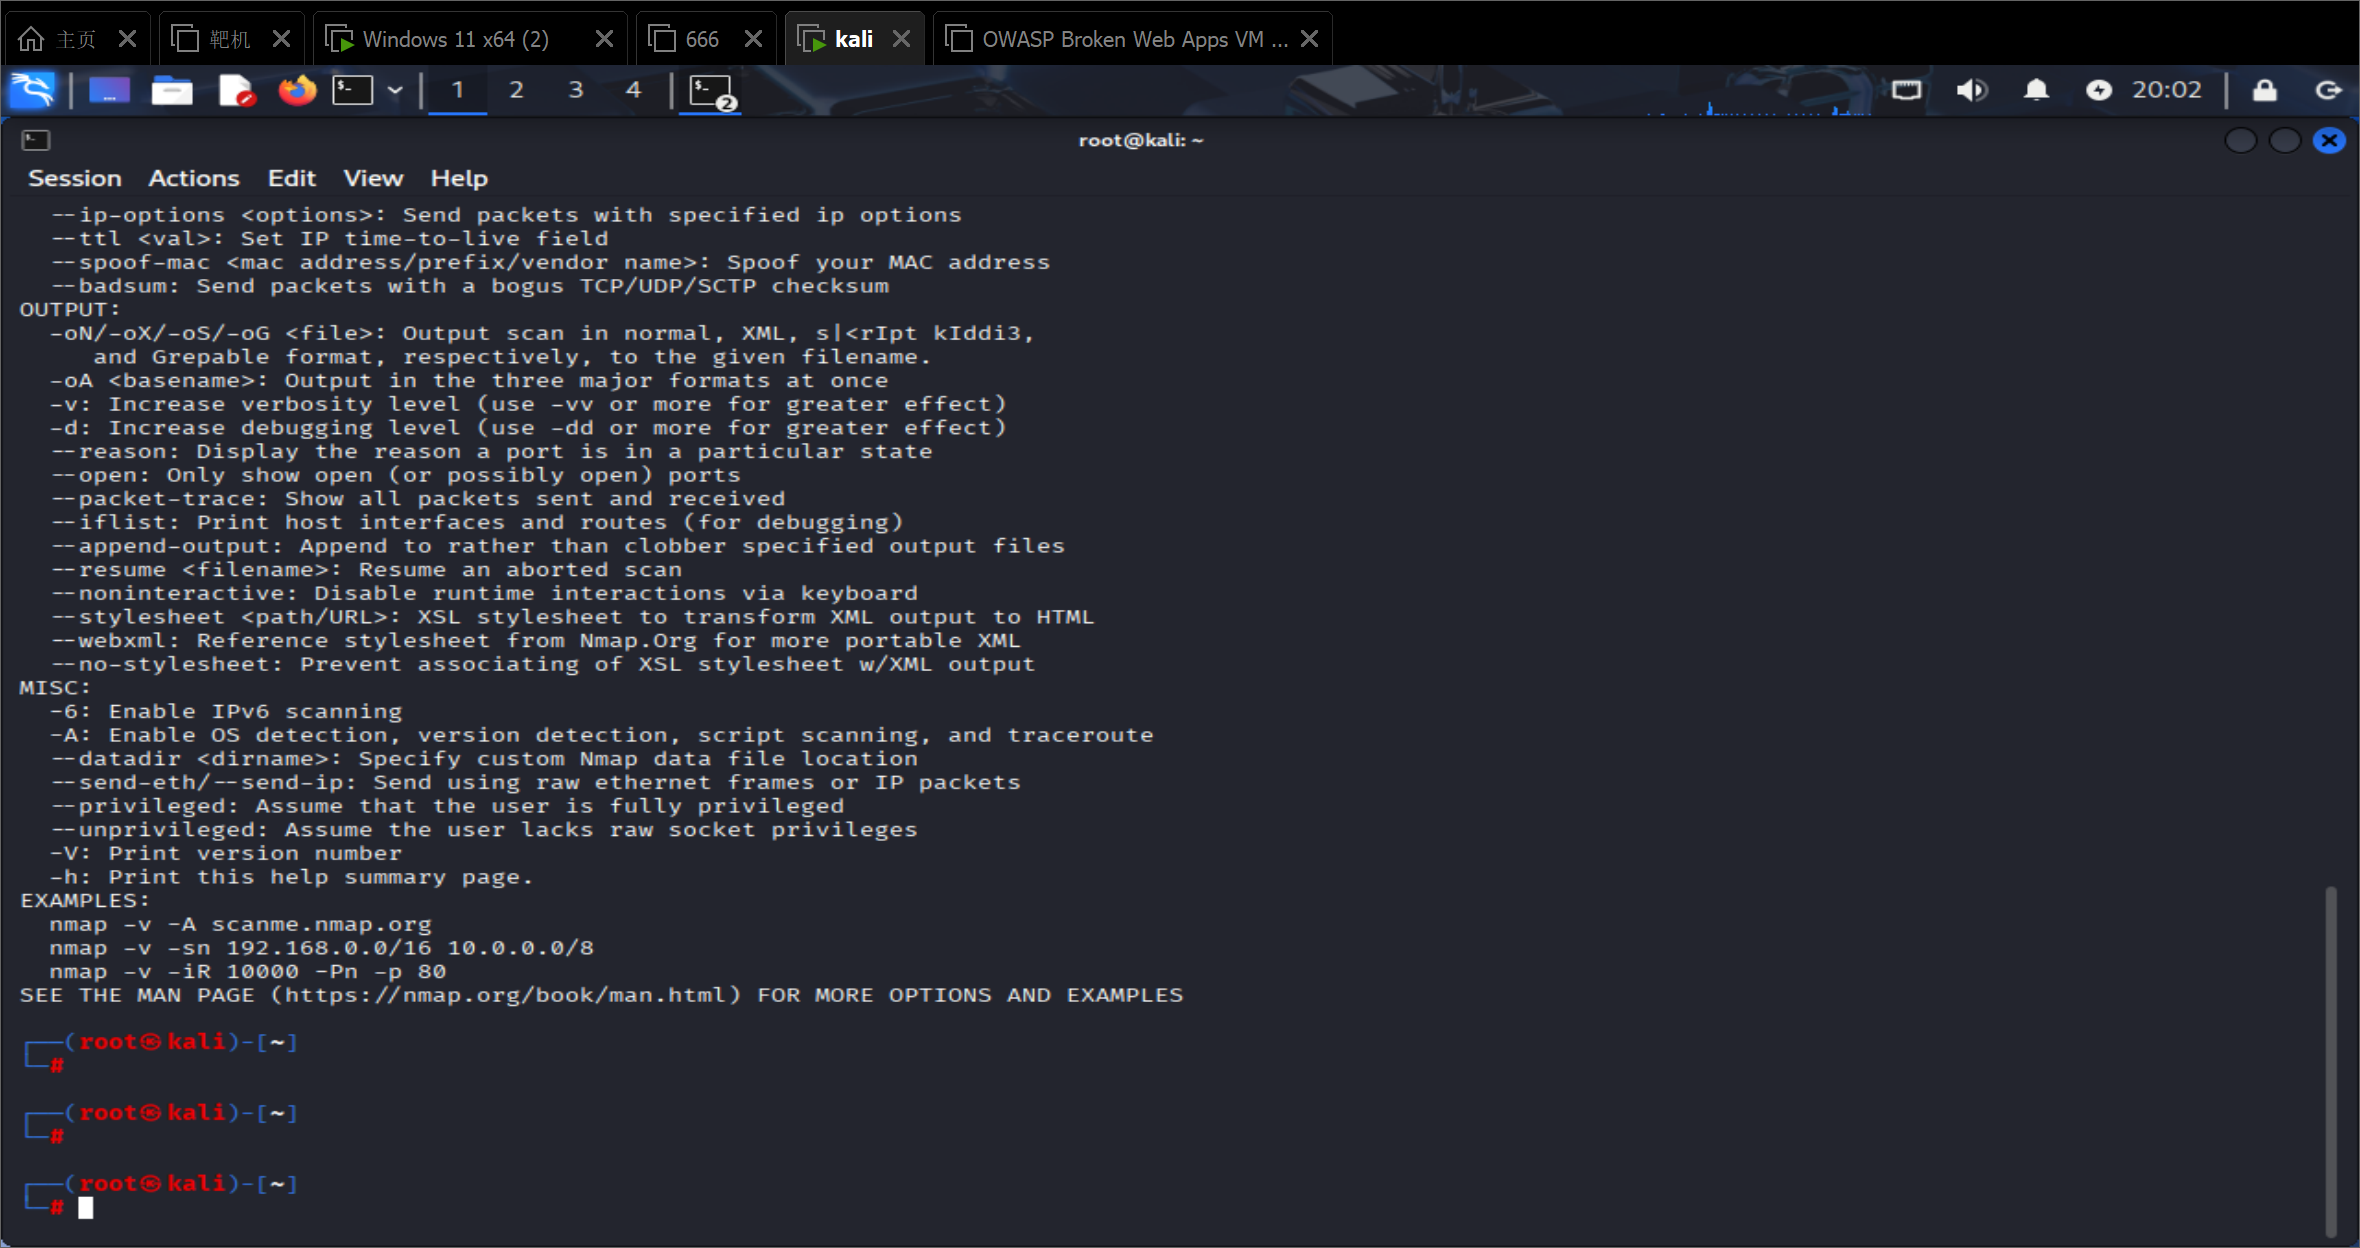 主页
靶机
Windows 11 x64 (2)
666
kali
OWASP Broken Web Apps VM ...
1 2 3 4
2
20:02
root@kali: ~
Session Actions Edit View Help
--ip-options <options>: Send packets with specified ip options
--ttl <val>: Set IP time-to-live field
--spoof-mac <mac address/prefix/vendor name>: Spoof your MAC address
--badsum: Send packets with a bogus TCP/UDP/SCTP checksum
OUTPUT:
-oN/-oX/-oS/-oG <file>: Output scan in normal, XML, s|<rIpt kIddi3,
and Grepable format, respectively, to the given filename.
-oA <basename>: Output in the three major formats at once
-v: Increase verbosity level (use -vv or more for greater effect)
-d: Increase debugging level (use -dd or more for greater effect)
--reason: Display the reason a port is in a particular state
--open: Only show open (or possibly open) ports
--packet-trace: Show all packets sent and received
--iflist: Print host interfaces and routes (for debugging)
--append-output: Append to rather than clobber specified output files
--resume <filename>: Resume an aborted scan
--noninteractive: Disable runtime interactions via keyboard
--stylesheet <path/URL>: XSL stylesheet to transform XML output to HTML
--webxml: Reference stylesheet from Nmap.Org for more portable XML
--no-stylesheet: Prevent associating of XSL stylesheet w/XML output
MISC:
-6: Enable IPv6 scanning
-A: Enable OS detection, version detection, script scanning, and traceroute
--datadir <dirname>: Specify custom Nmap data file location
--send-eth/--send-ip: Send using raw ethernet frames or IP packets
--privileged: Assume that the user is fully privileged
--unprivileged: Assume the user lacks raw socket privileges
-V: Print version number
-h: Print this help summary page.
EXAMPLES:
nmap -v -A scanme.nmap.org
nmap -v -sn 192.168.0.0/16 10.0.0.0/8
nmap -v -iR 10000 -Pn -p 80
SEE THE MAN PAGE (https://nmap.org/book/man.html) FOR MORE OPTIONS AND EXAMPLES
┌──(root㉿kali)-[~]
└─#
┌──(root㉿kali)-[~]
└─#
┌──(root㉿kali)-[~]
└─#